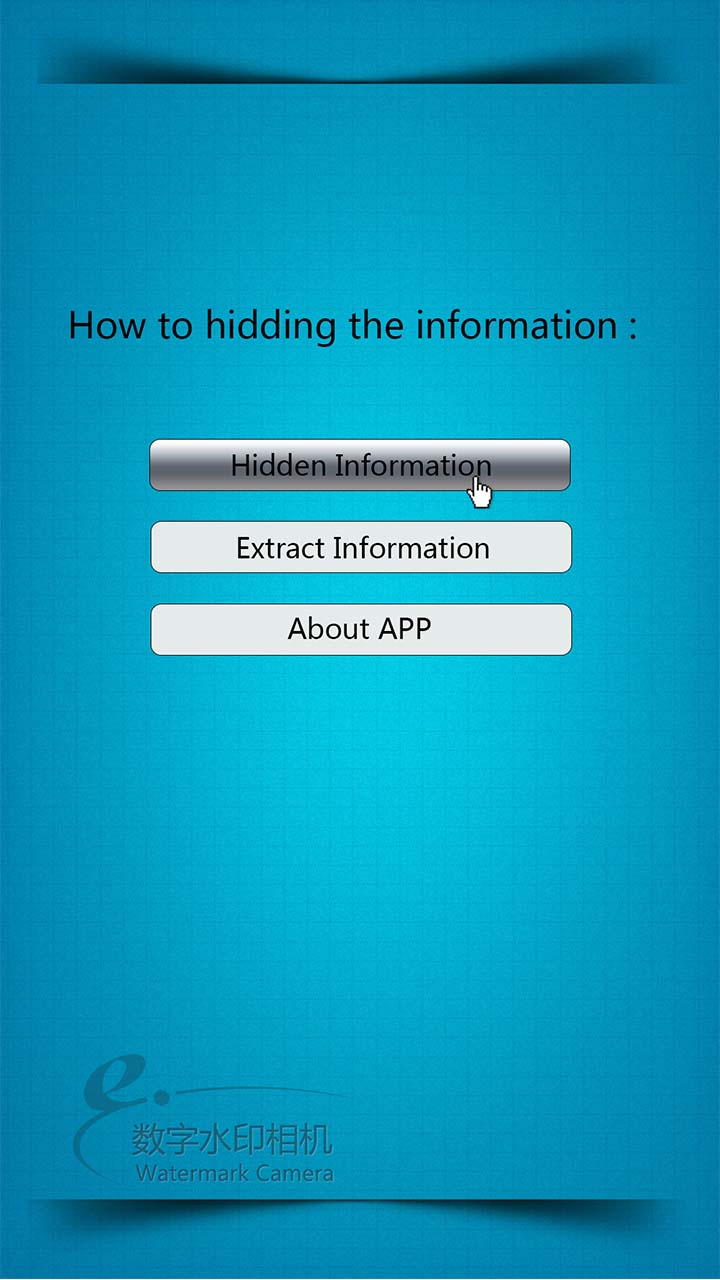 How to hidding the information :
Hidden Information
Extract Information
About APP
e.
数字水印相机
Watermark Camera